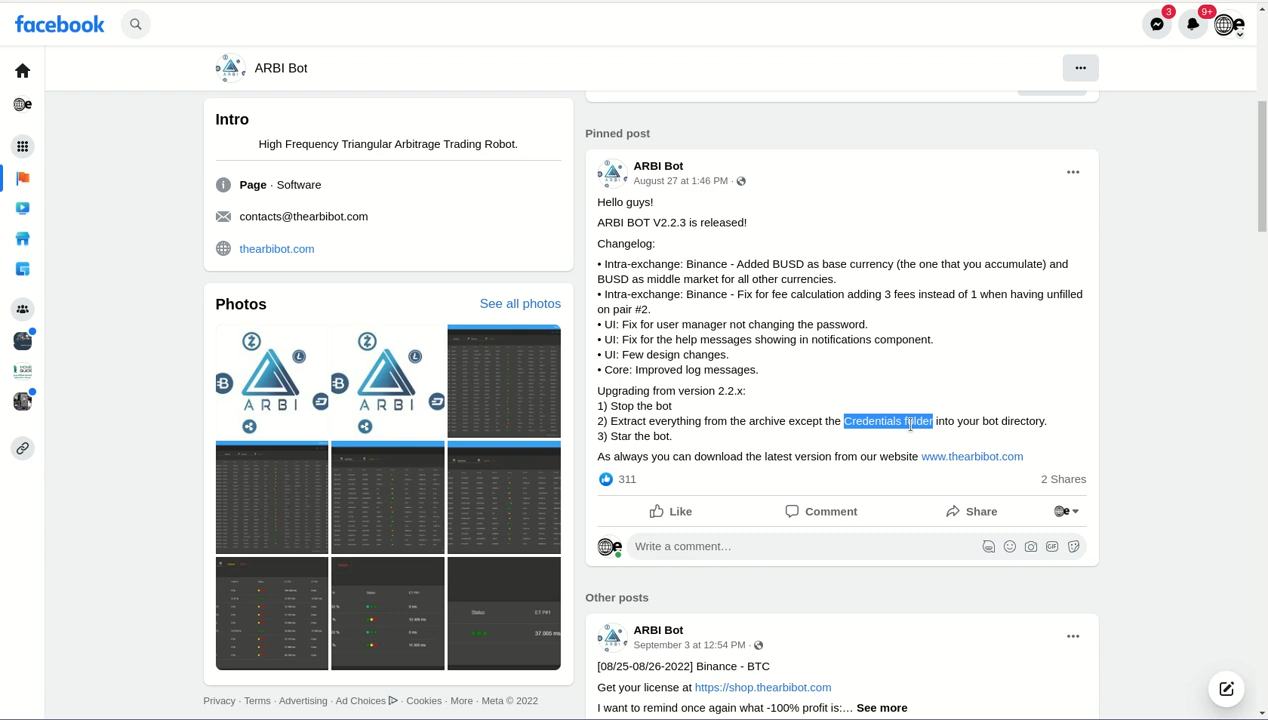 facebook
3
9+
ARBI Bot
Intro
High Frequency Triangular Arbitrage Trading Robot.
Page · Software
contacts@thearbibot.com
thearbibot.com
Photos
See all photos
ARBI
ARBI
Privacy · Terms · Advertising · Ad Choices · Cookies · More · Meta © 2022
Pinned post
ARBI Bot
August 27 at 1:46 PM ·
Hello guys!
ARBI BOT V2.2.3 is released!
Changelog:
• Intra-exchange: Binance - Added BUSD as base currency (the one that you accumulate) and
BUSD as middle market for all other currencies.
• Intra-exchange: Binance - Fix for fee calculation adding 3 fees instead of 1 when having unfilled
on pair #2.
• UI: Fix for user manager not changing the password.
• UI: Fix for the help messages showing in notifications component.
• UI: Few design changes.
• Core: Improved log messages.
Upgrading from version 2.2.x:
1) Stop the bot
2) Extract everything from the archive except the Credentials folder into your bot directory.
3) Star the bot.
As always you can download the latest version from our website www.thearbibot.com
311
2 Shares
Like
Comment
Share
Write a comment…
GIF
Other posts
ARBI Bot
September 3 at 12:54 PM ·
[08/25-08/26-2022] Binance - BTC
Get your license at https://shop.thearbibot.com
I want to remind once again what -100% profit is:… See more